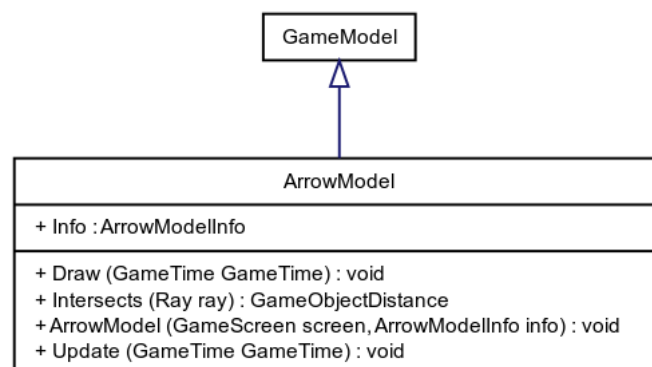 GameModel
ArrowModel
+ Info : ArrowModelInfo
+ Draw (GameTime GameTime) : void
+ Intersects (Ray ray) : GameObjectDistance
+ ArrowModel (GameScreen screen, ArrowModelInfo info) : void
+ Update (GameTime GameTime) : void